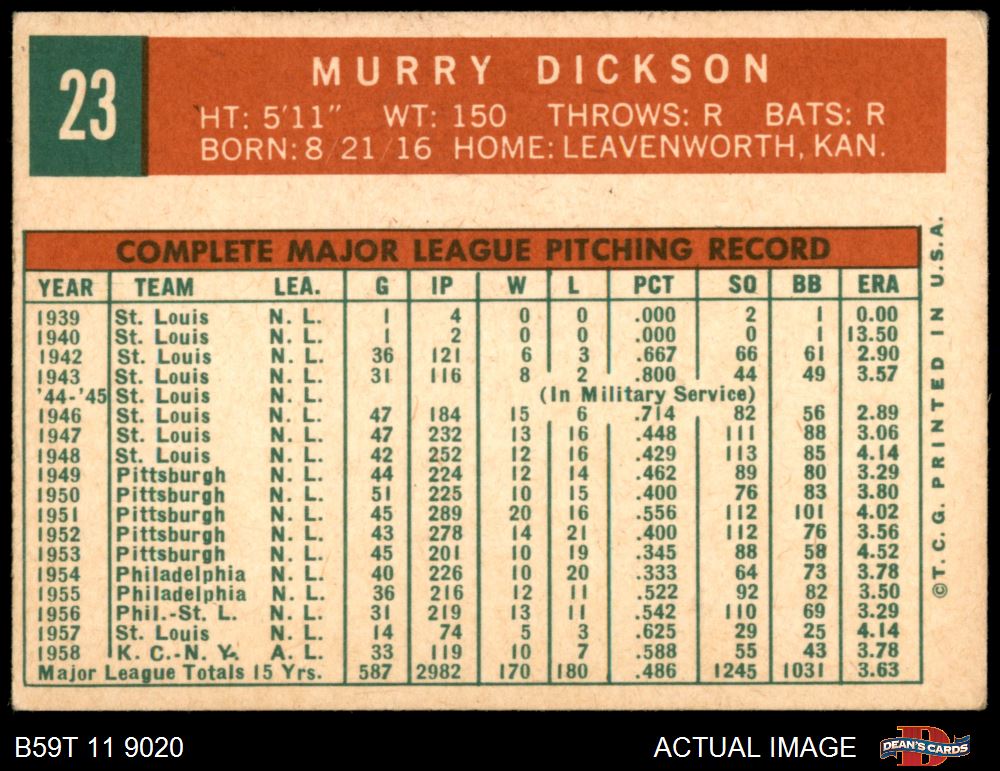 23
MURRY DICKSON
HT: 5'11" WT: 150 THROWS: R BATS: R
BORN: 8/21/16 HOME: LEAVENWORTH, KAN.
COMPLETE MAJOR LEAGUE PITCHING RECORD
YEAR TEAM LEA. G IP W L PCT SO BB ERA
1939 St. Louis N. L. 1 4 0 0 .000 2 1 0.00
1940 St. Louis N. L. 1 2 0 0 .000 0 1 13.50
1942 St. Louis N. L. 36 121 6 3 .667 66 61 2.90
1943 St. Louis N. L. 31 116 8 2 .800 44 49 3.57
'44-'45 St. Louis N. L. (In Military Service)
1946 St. Louis N. L. 47 184 15 6 .714 82 56 2.89
1947 St. Louis N. L. 47 232 13 16 .448 111 88 3.06
1948 St. Louis N. L. 42 252 12 16 .429 113 85 4.14
1949 Pittsburgh N. L. 44 224 12 14 .462 89 80 3.29
1950 Pittsburgh N. L. 51 225 10 15 .400 76 83 3.80
1951 Pittsburgh N. L. 45 289 20 16 .556 112 101 4.02
1952 Pittsburgh N. L. 43 278 14 21 .400 112 76 3.56
1953 Pittsburgh N. L. 45 201 10 19 .345 88 58 4.52
1954 Philadelphia N. L. 40 226 10 20 .333 64 73 3.78
1955 Philadelphia N. L. 36 216 12 11 .522 92 82 3.50
1956 Phil.-St. L. N. L. 31 219 13 11 .542 110 69 3.29
1957 St. Louis N. L. 14 74 5 3 .625 29 25 4.14
1958 K. C.-N. Y. A. L. 33 119 10 7 .588 55 43 3.78
Major League Totals 15 Yrs. 587 2982 170 180 .486 1245 1031 3.63
©T.C.G. PRINTED IN U.S.A.
B59T 11 9020
ACTUAL IMAGE
DEAN'S CARDS